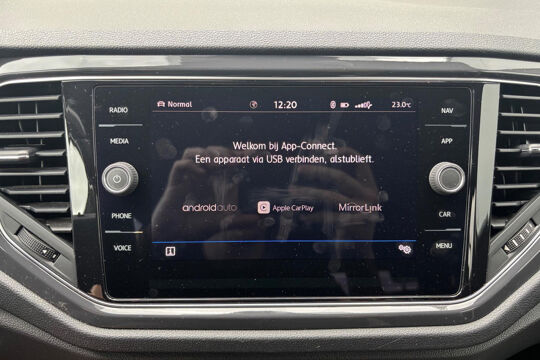 RADIO
MEDIA
PHONE
VOICE
Normal
12:20
23.0°C
Welkom bij App-Connect.
Een apparaat via USB verbinden, alstublieft.
androidauto
Apple CarPlay
MirrorLink
NAV
APP
CAR
MENU